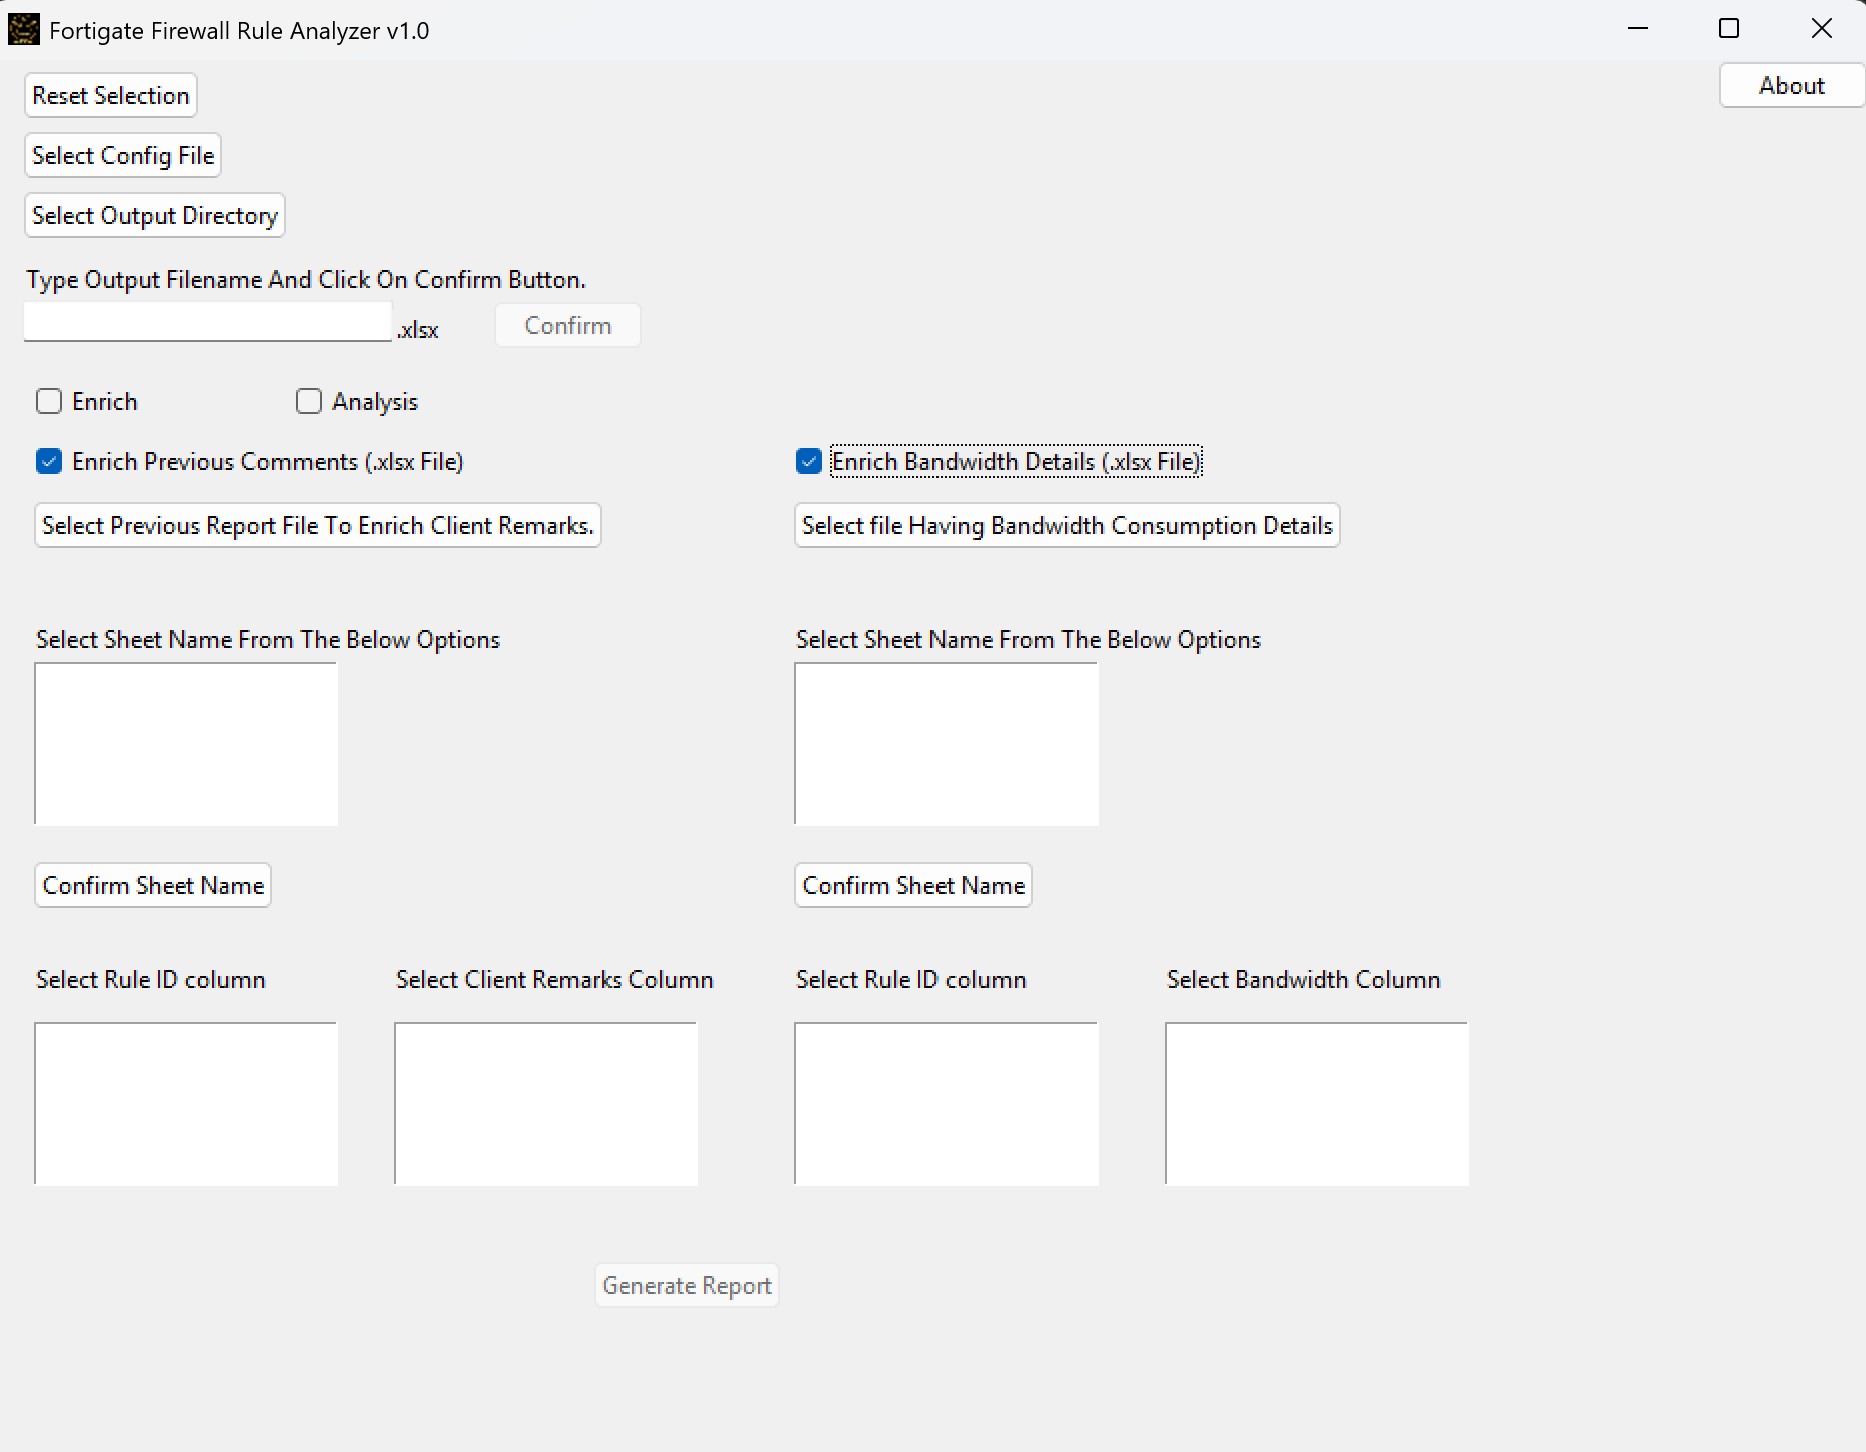 Fortigate Firewall Rule Analyzer v1.0
About
Reset Selection
Select Config File
Select Output Directory
Type Output Filename And Click On Confirm Button.
.xlsx Confirm
Enrich Analysis
Enrich Previous Comments (.xlsx File) Enrich Bandwidth Details (.xlsx File)
Select Previous Report File To Enrich Client Remarks. Select file Having Bandwidth Consumption Details
Select Sheet Name From The Below Options Select Sheet Name From The Below Options
Confirm Sheet Name Confirm Sheet Name
Select Rule ID column Select Client Remarks Column Select Rule ID column Select Bandwidth Column
Generate Report